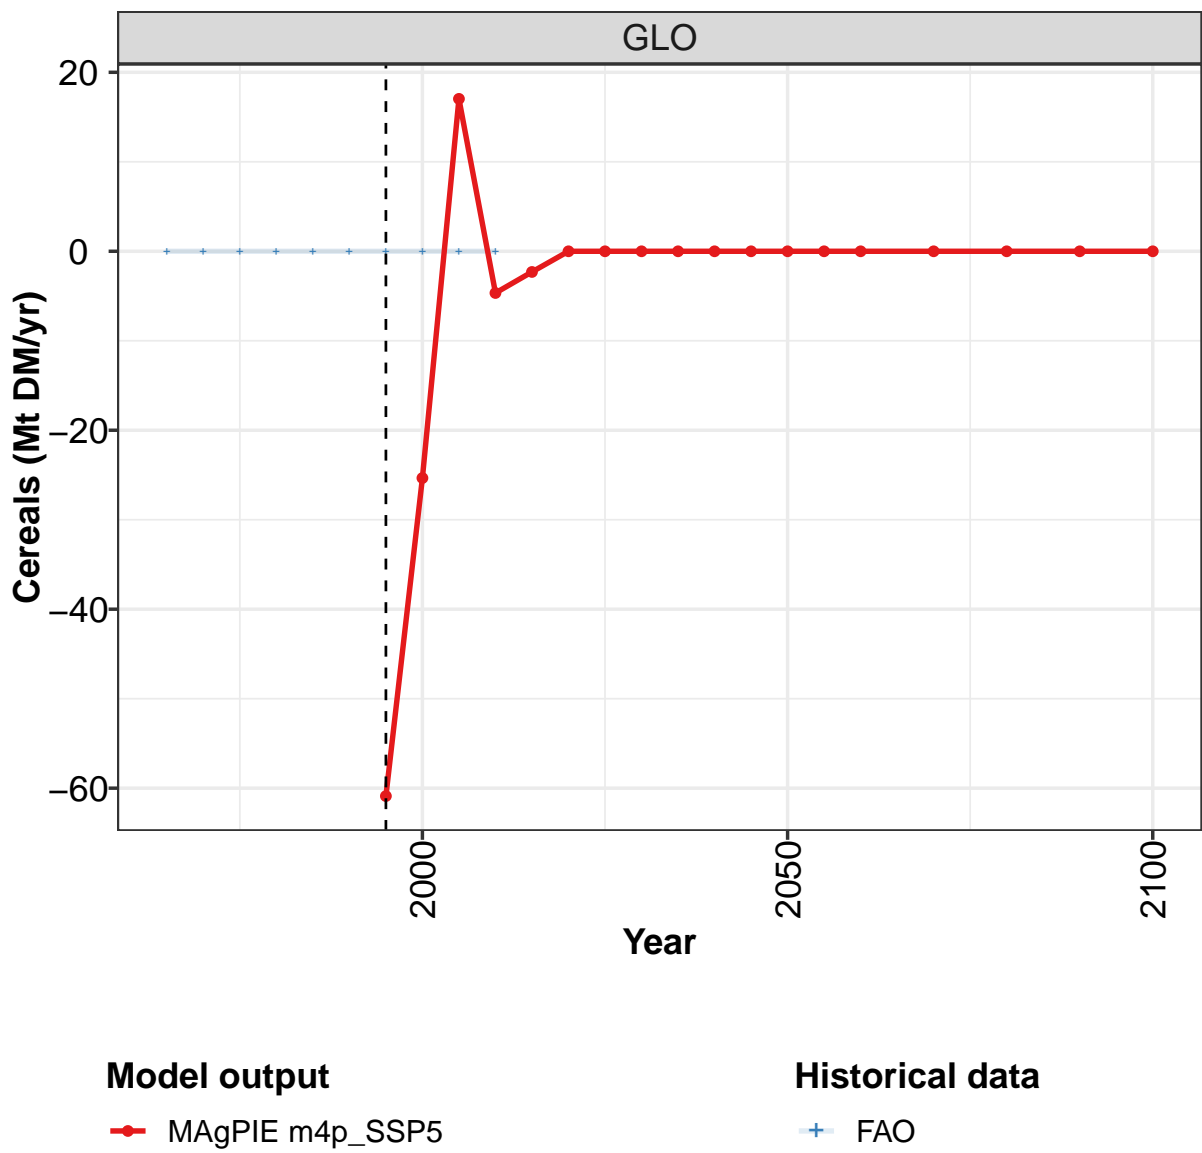 GLO
20
0
−20
−40
−60
Cereals (Mt DM/yr)
2000
2050
2100
Year
Model output
Historical data
MAgPIE m4p_SSP5
FAO